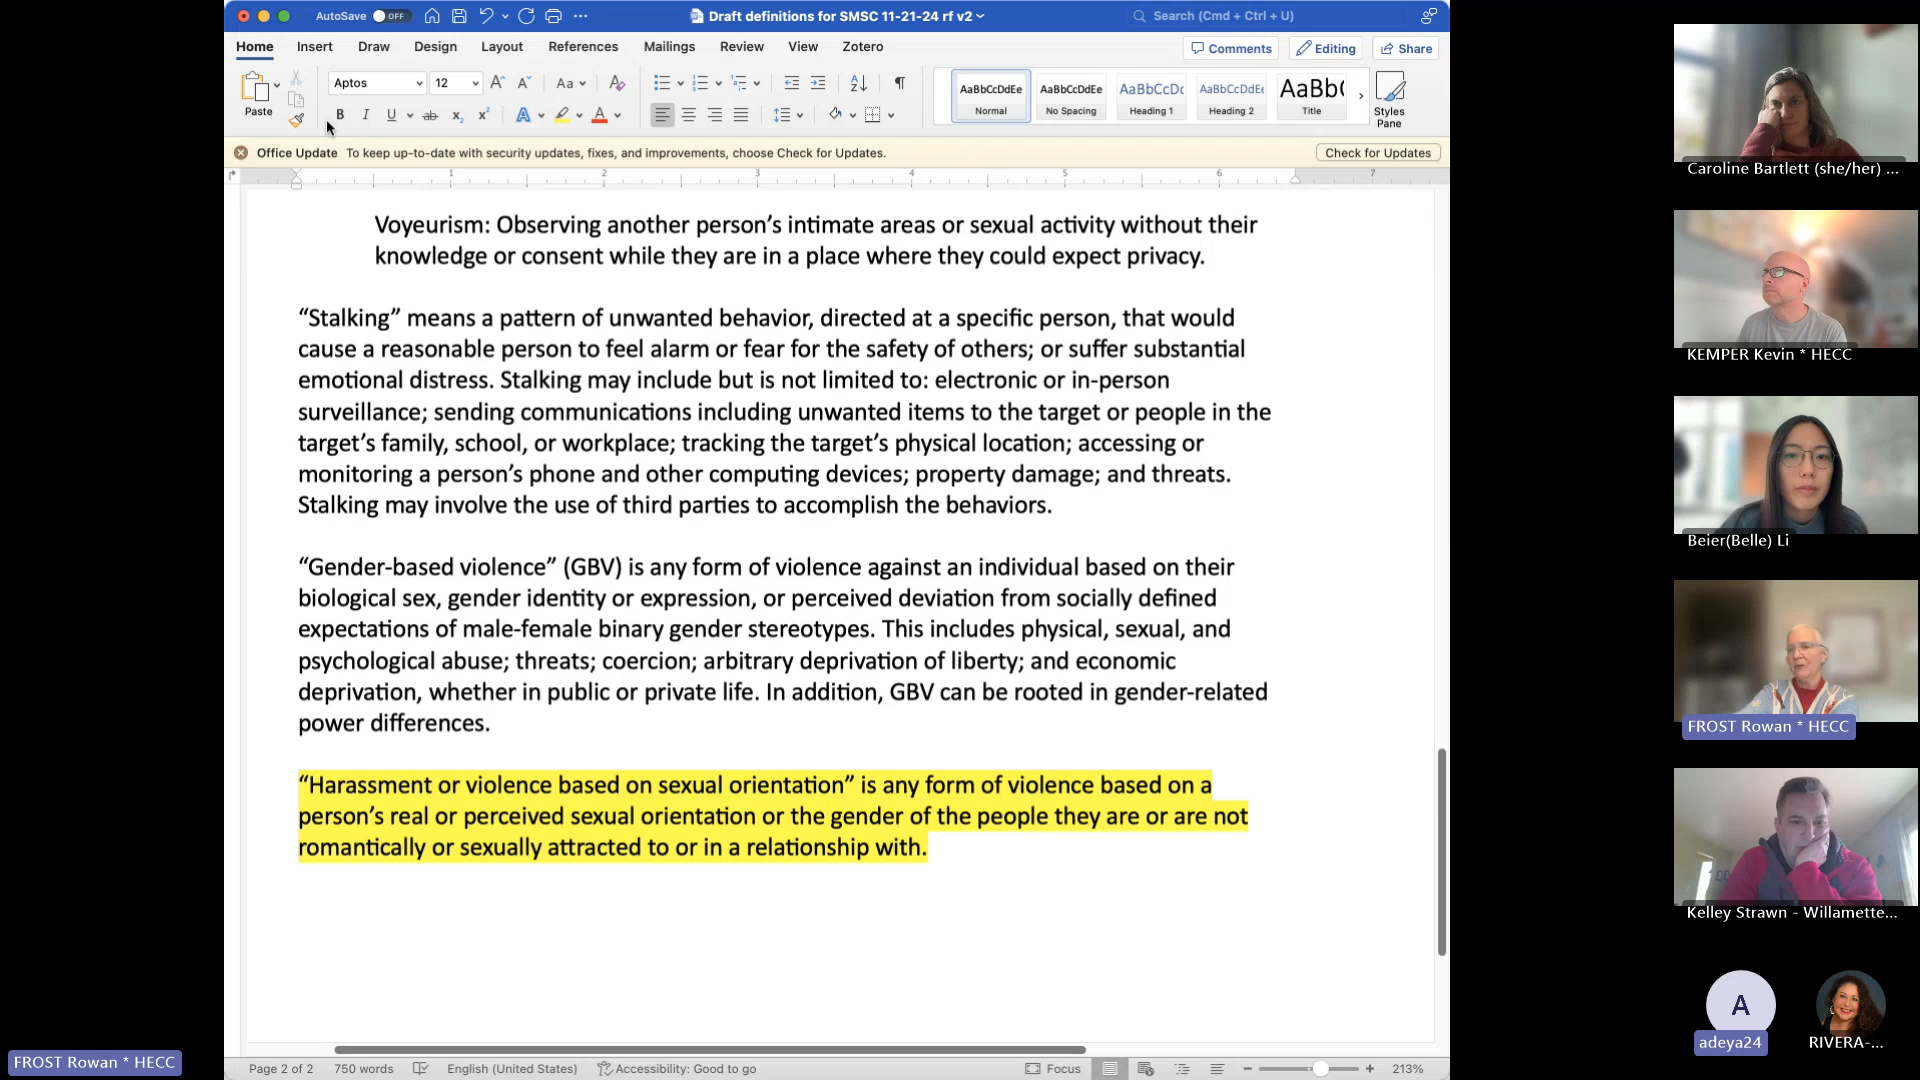 AutoSave OFF
Draft definitions for SMSC 11-21-24 rf v2
Search (Cmd + Ctrl + U)
Home Insert Draw Design Layout References Mailings Review View Zotero
Comments Editing Share
Paste
Aptos 12
AaBbCcDdEe AaBbCcDdEe AaBbCcDc AaBbCcDdEe AaBb(
Normal No Spacing Heading 1 Heading 2 Title
Styles
Pane
Office Update To keep up-to-date with security updates, fixes, and improvements, choose Check for Updates.
Check for Updates
1 2 3 4 5 6 7
Voyeurism: Observing another person’s intimate areas or sexual activity without their
knowledge or consent while they are in a place where they could expect privacy.
“Stalking” means a pattern of unwanted behavior, directed at a specific person, that would
cause a reasonable person to feel alarm or fear for the safety of others; or suffer substantial
emotional distress. Stalking may include but is not limited to: electronic or in-person
surveillance; sending communications including unwanted items to the target or people in the
target’s family, school, or workplace; tracking the target’s physical location; accessing or
monitoring a person’s phone and other computing devices; property damage; and threats.
Stalking may involve the use of third parties to accomplish the behaviors.
“Gender-based violence” (GBV) is any form of violence against an individual based on their
biological sex, gender identity or expression, or perceived deviation from socially defined
expectations of male-female binary gender stereotypes. This includes physical, sexual, and
psychological abuse; threats; coercion; arbitrary deprivation of liberty; and economic
deprivation, whether in public or private life. In addition, GBV can be rooted in gender-related
power differences.
“Harassment or violence based on sexual orientation” is any form of violence based on a
person’s real or perceived sexual orientation or the gender of the people they are or are not
romantically or sexually attracted to or in a relationship with.
Page 2 of 2 750 words English (United States) Accessibility: Good to go Focus 213%
Caroline Bartlett (she/her) ...
KEMPER Kevin * HECC
Beier(Belle) Li
FROST Rowan * HECC
Kelley Strawn - Willamette...
A
adeya24 RIVERA-...
FROST Rowan * HECC